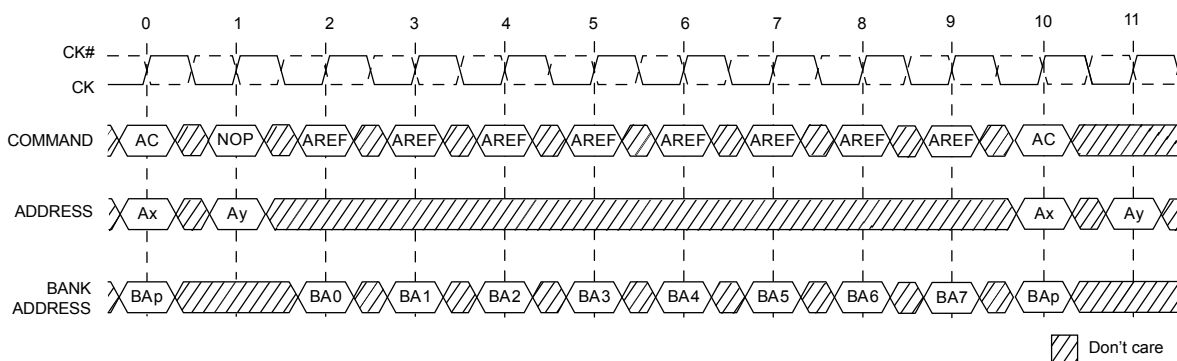 0 1 2 3 4 5 6 7 8 9 10 11
CK#
CK
COMMAND AC NOP AREF AREF AREF AREF AREF AREF AREF AREF AC
ADDRESS Ax Ay Ax Ay
BANK
ADDRESS BAp BA0 BA1 BA2 BA3 BA4 BA5 BA6 BA7 BAp
Don't care